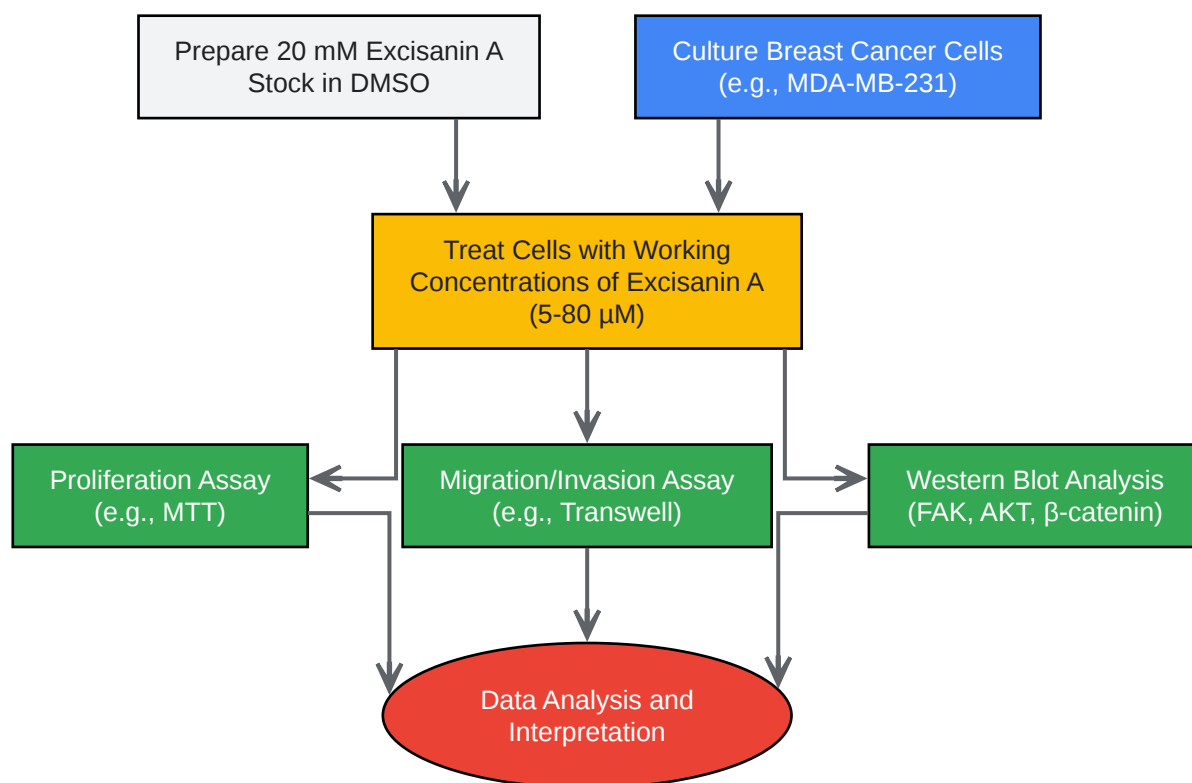 Prepare 20 mM Excisanin A
Stock in DMSO
Culture Breast Cancer Cells
(e.g., MDA-MB-231)
Treat Cells with Working
Concentrations of Excisanin A
(5-80 µM)
Proliferation Assay
(e.g., MTT)
Migration/Invasion Assay
(e.g., Transwell)
Western Blot Analysis
(FAK, AKT, β-catenin)
Data Analysis and
Interpretation